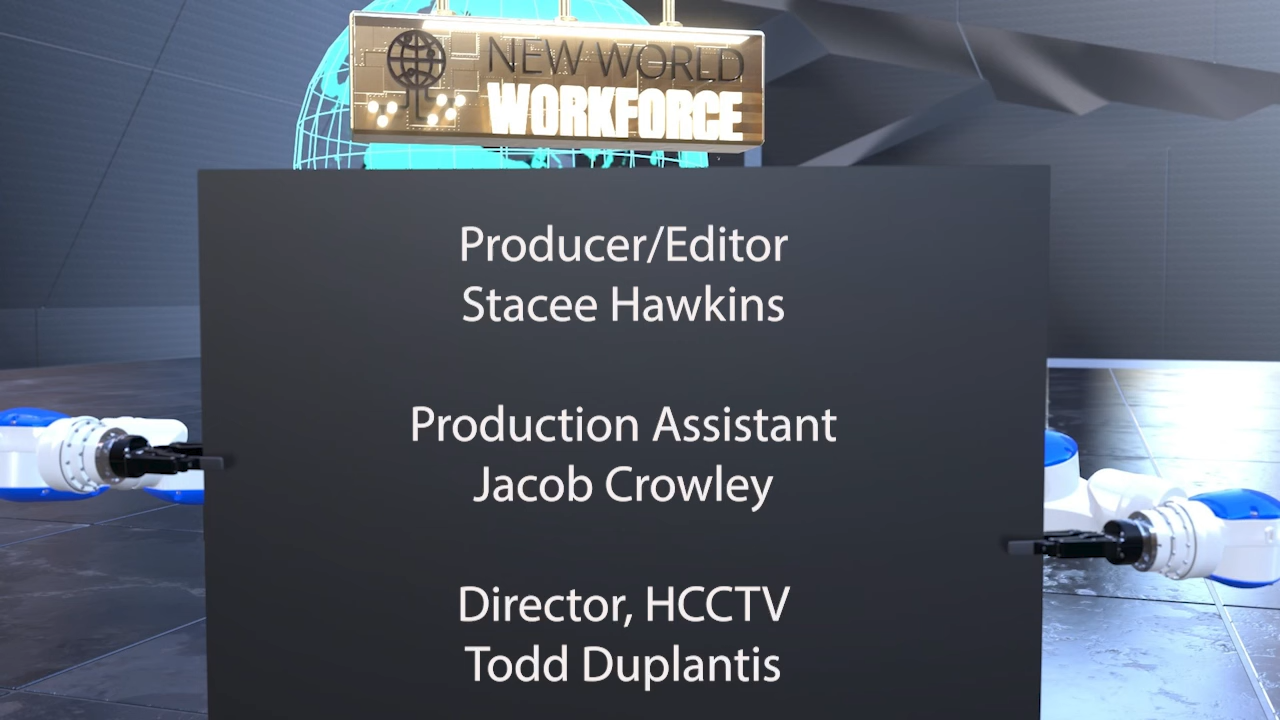 NEW WORLD
WORKFORCE
Producer/Editor
Stacee Hawkins
Production Assistant
Jacob Crowley
Director, HCCTV
Todd Duplantis